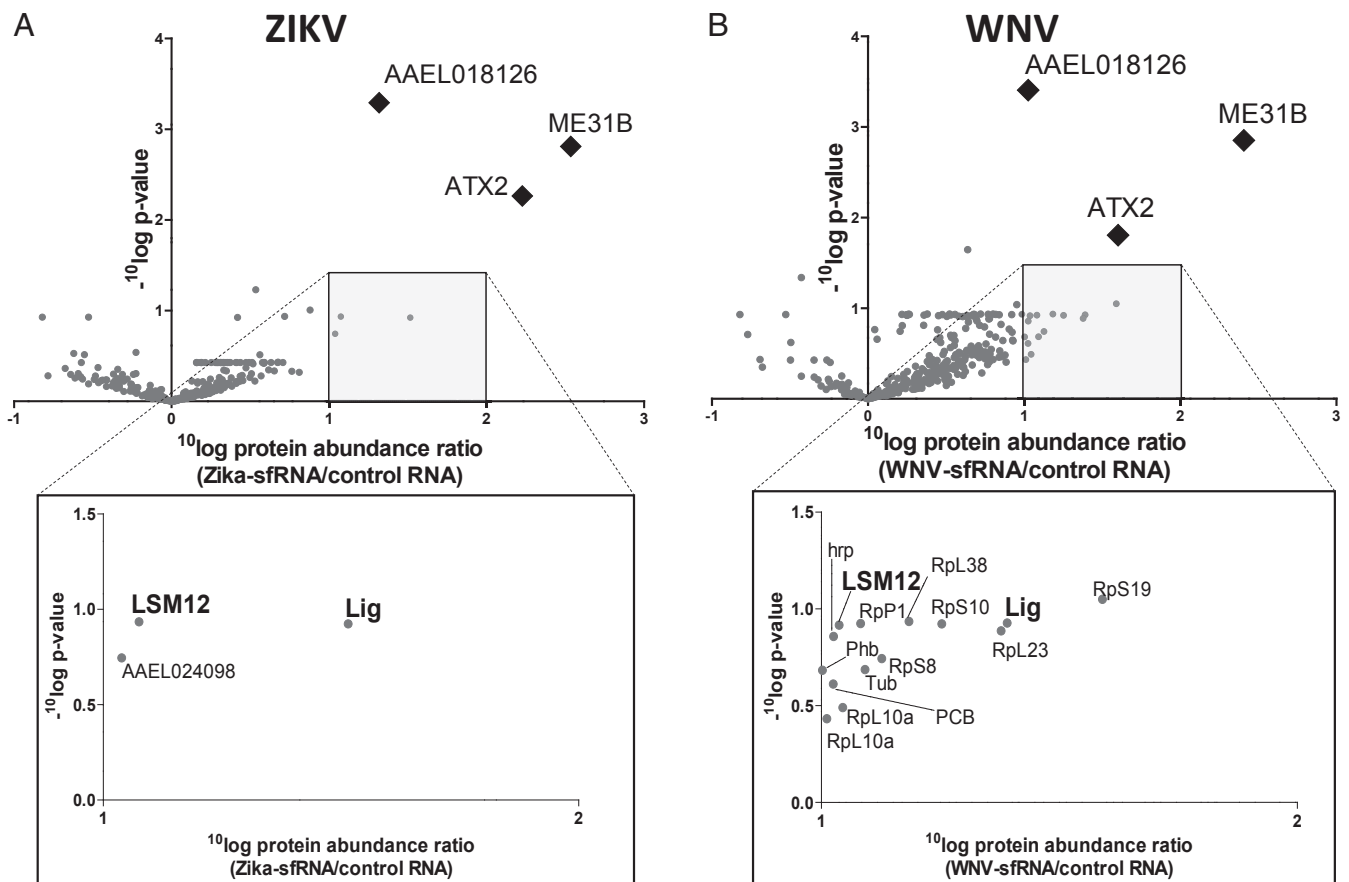 A
ZIKV
4
3
2
1
-¹⁰log p-value
AAEL018126
ME31B
ATX2
-1
0
1
2
3
¹⁰log protein abundance ratio
(Zika-sfRNA/control RNA)
1.5
1.0
0.5
0.0
-¹⁰log p-value
LSM12
Lig
AAEL024098
1
2
¹⁰log protein abundance ratio
(Zika-sfRNA/control RNA)
B
WNV
4
3
2
1
-¹⁰log p-value
AAEL018126
ME31B
ATX2
-1
0
1
2
3
¹⁰log protein abundance ratio
(WNV-sfRNA/control RNA)
1.5
1.0
0.5
0.0
-¹⁰log p-value
hrp
LSM12
RpL38
RpP1
RpS10
Lig
RpS19
RpL23
Phb
RpS8
Tub
PCB
RpL10a
RpL10a
1
2
¹⁰log protein abundance ratio
(WNV-sfRNA/control RNA)